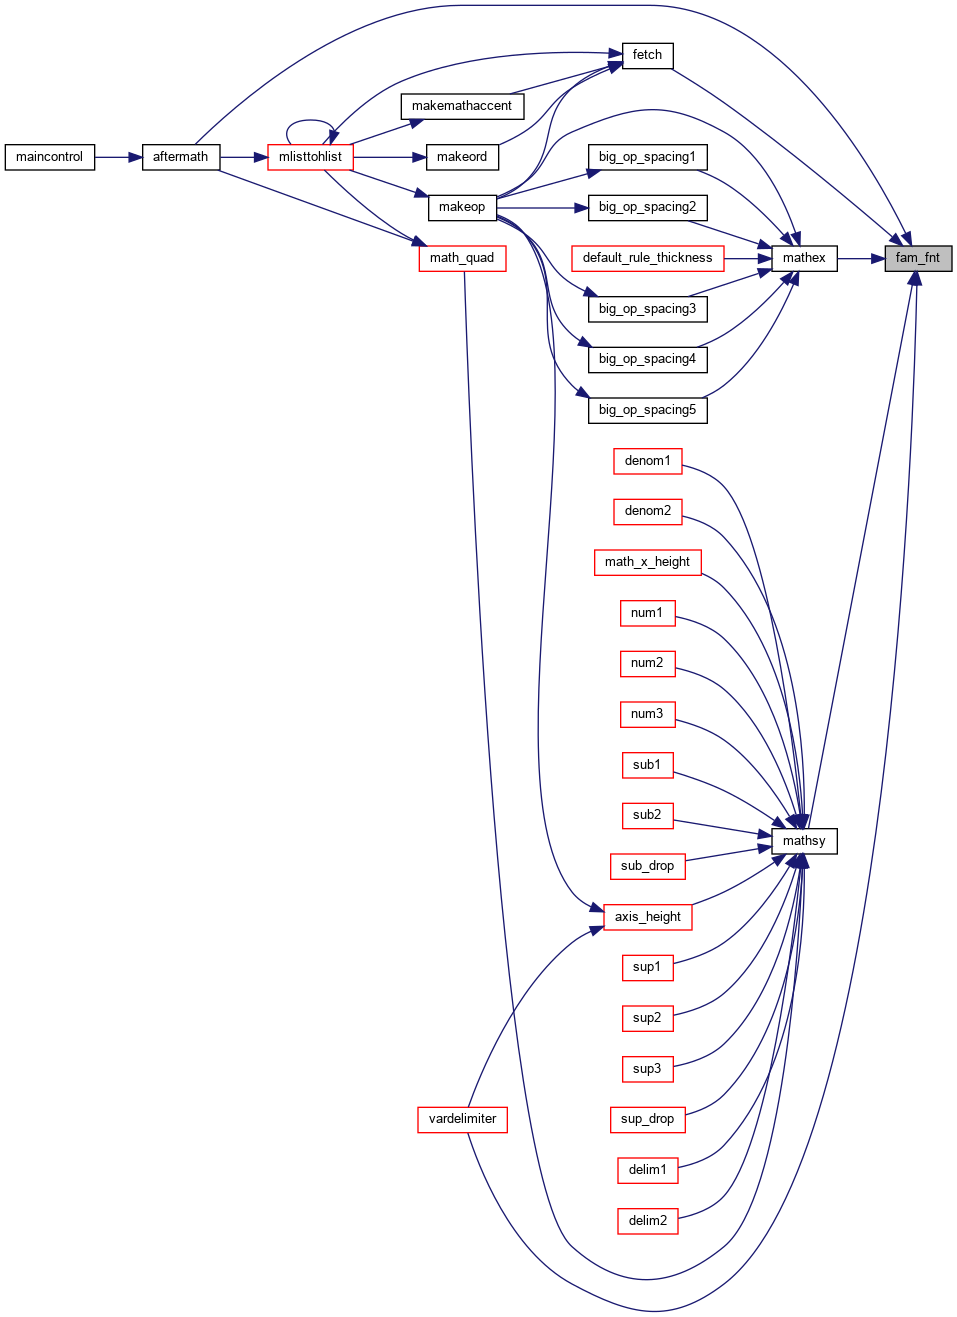 fetch
makemathaccent
maincontrol
aftermath
mlisttohlist
makeord
big_op_spacing1
makeop
big_op_spacing2
math_quad
default_rule_thickness
mathex
fam_fnt
big_op_spacing3
big_op_spacing4
big_op_spacing5
denom1
denom2
math_x_height
num1
num2
num3
sub1
sub2
mathsy
sub_drop
axis_height
sup1
sup2
sup3
vardelimiter
sup_drop
delim1
delim2